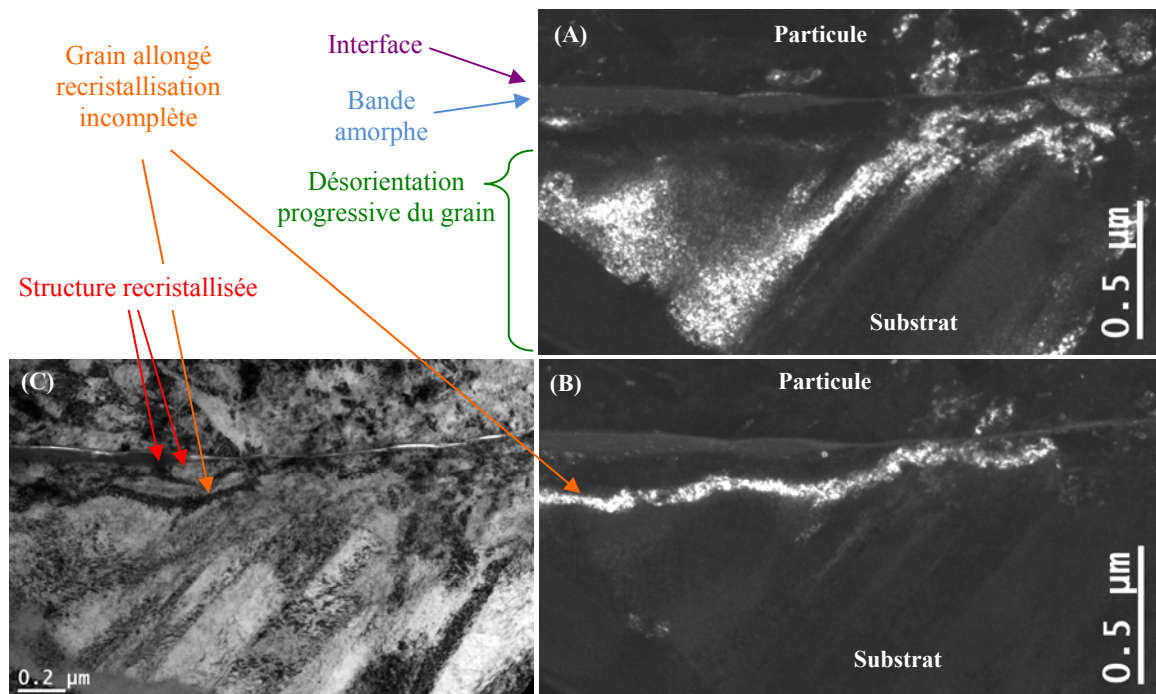 Grain allongé
recristallisation
incomplète
Interface
Bande
amorphe
Désorientation
progressive du grain
Structure recristallisée
(A)
Particule
Substrat
0.5 µm
(C)
0.2 µm
(B)
Particule
Substrat
0.5 µm